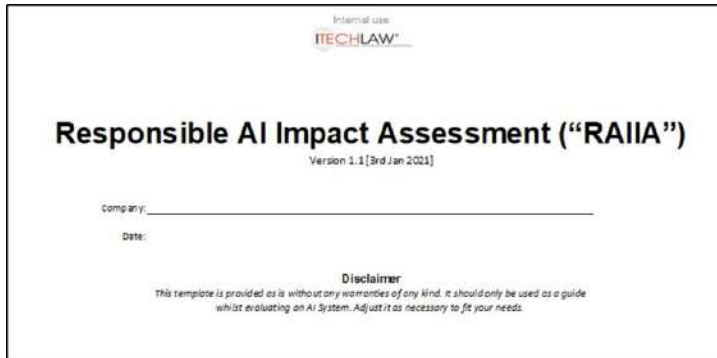 Internal use
ITECHLAW
Responsible AI Impact Assessment (“RAIIA”)
Version 1.1 [3rd Jan 2021]
Company:
Date:
Disclaimer
This template is provided as is without any warranties of any kind. It should only be used as a guide
whilst evaluating an AI System. Adjust it as necessary to fit your needs.